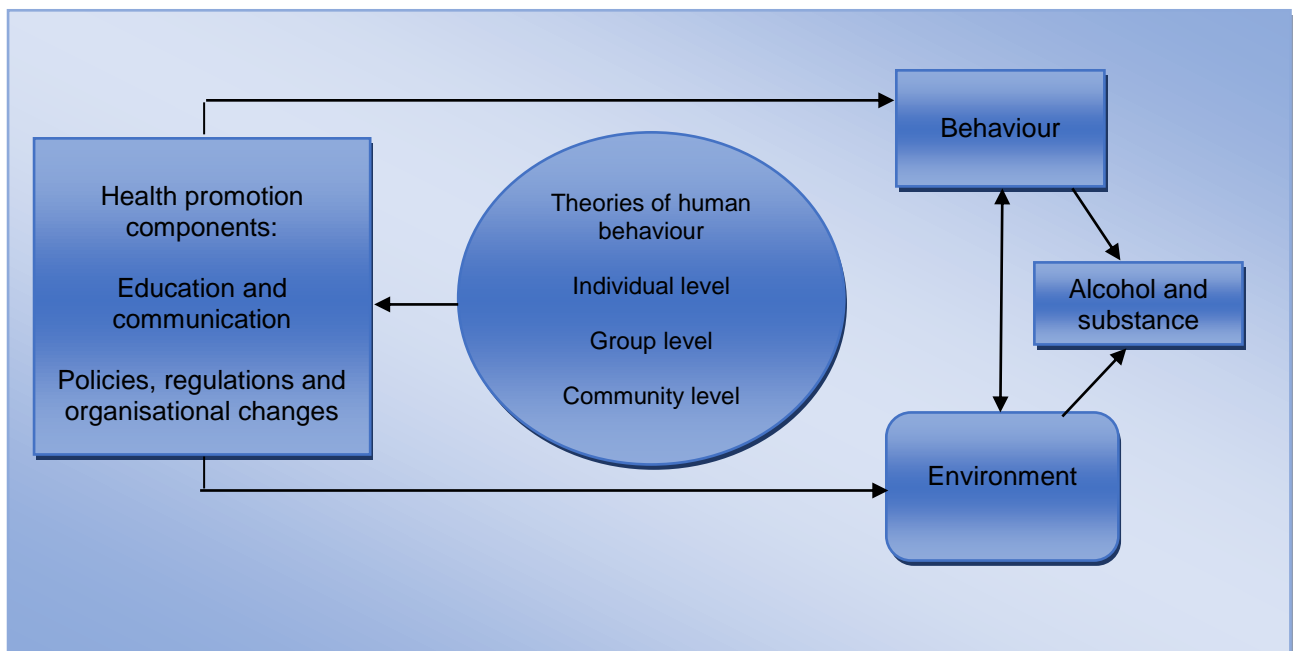 Health promotion
components:
Education and
communication
Policies, regulations and
organisational changes
Theories of human
behaviour
Individual level
Group level
Community level
Behaviour
Alcohol and
substance
Environment